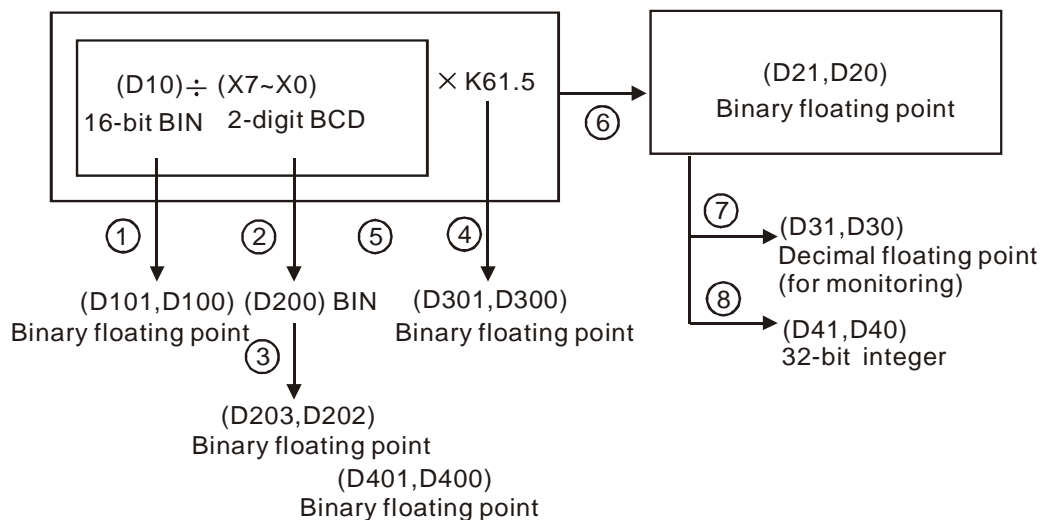 (D10) ÷ (X7~X0)
16-bit BIN 2-digit BCD
× K61.5
6
(D21,D20)
Binary floating point
1
2
5
4
7
(D31,D30)
Decimal floating point
(for monitoring)
8
(D41,D40)
32-bit integer
(D101,D100) (D200) BIN
Binary floating point
(D301,D300)
Binary floating point
3
(D203,D202)
Binary floating point
(D401,D400)
Binary floating point